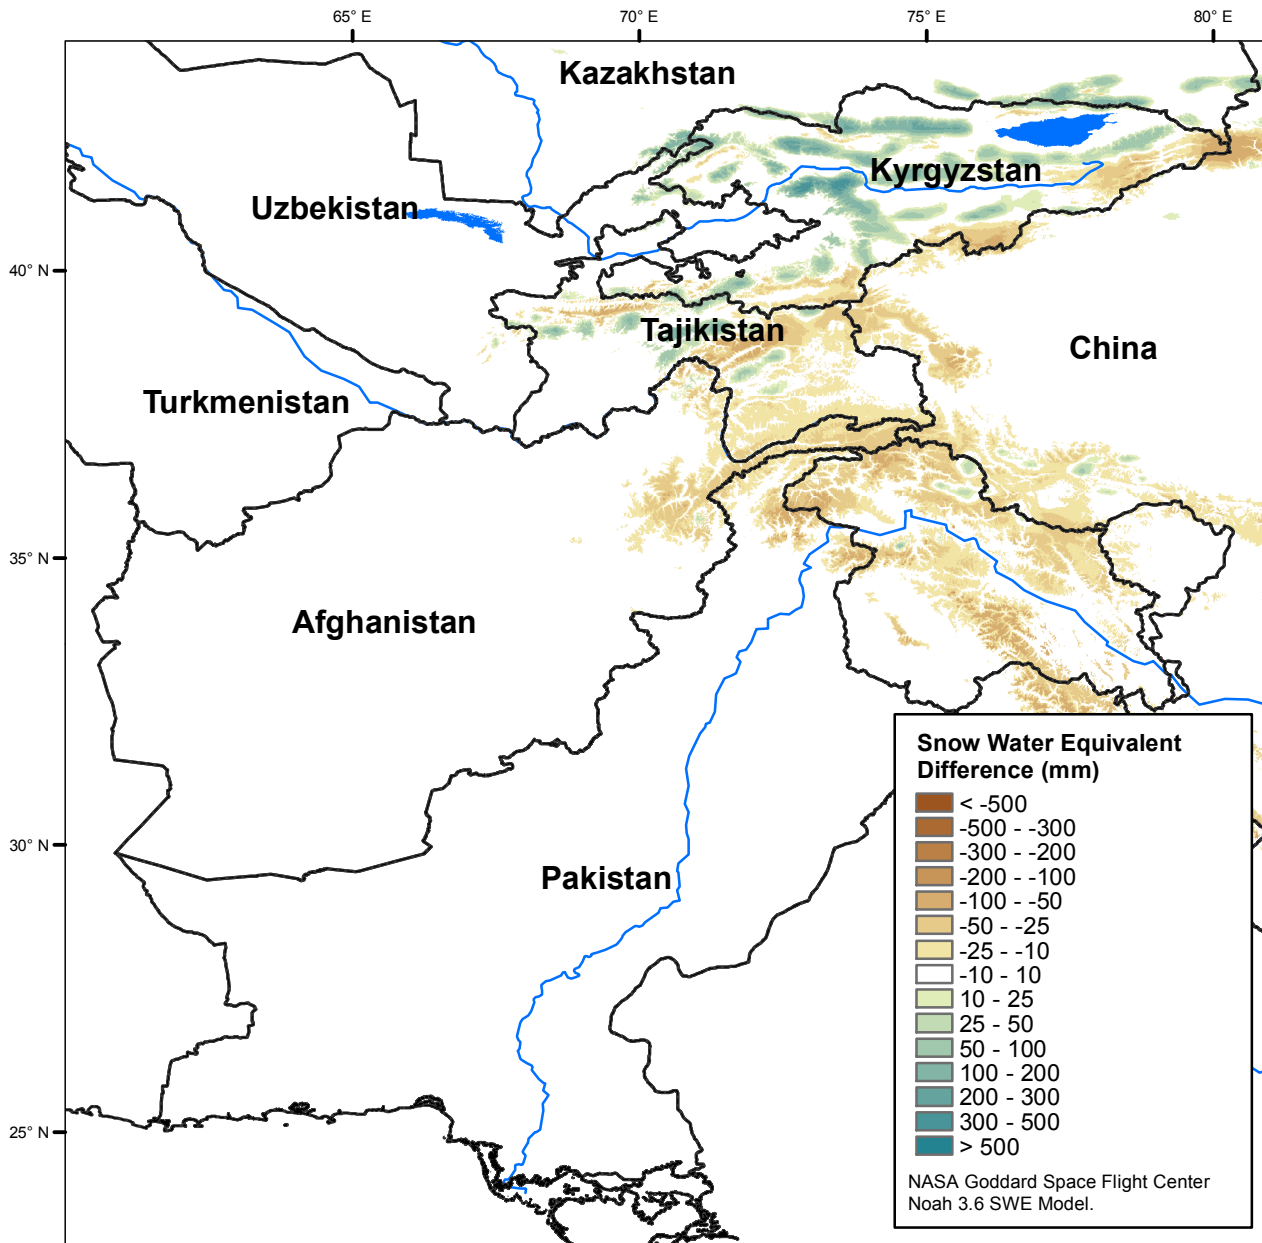 65° E
70° E
75° E
80° E
Kazakhstan
Kyrgyzstan
Uzbekistan
40° N
Tajikistan
China
Turkmenistan
35° N
Afghanistan
Snow Water Equivalent
Difference (mm)
< -500
-500 - -300
-300 - -200
-200 - -100
-100 - -50
-50 - -25
-25 - -10
-10 - 10
10 - 25
25 - 50
50 - 100
100 - 200
200 - 300
300 - 500
> 500
30° N
Pakistan
25° N
NASA Goddard Space Flight Center
Noah 3.6 SWE Model.